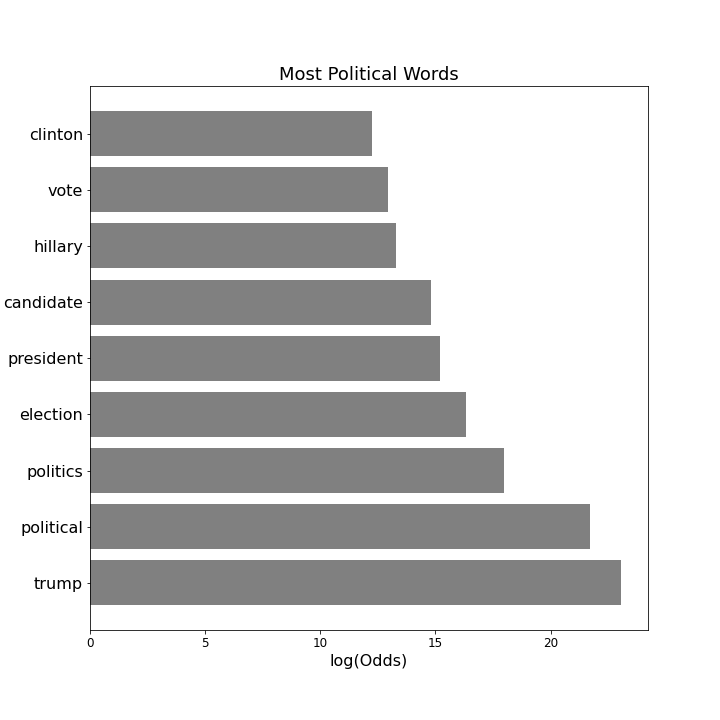 Most Political Words
clinton
vote
hillary
candidate
president
election
politics
political
trump
0 5 10 15 20
log(Odds)